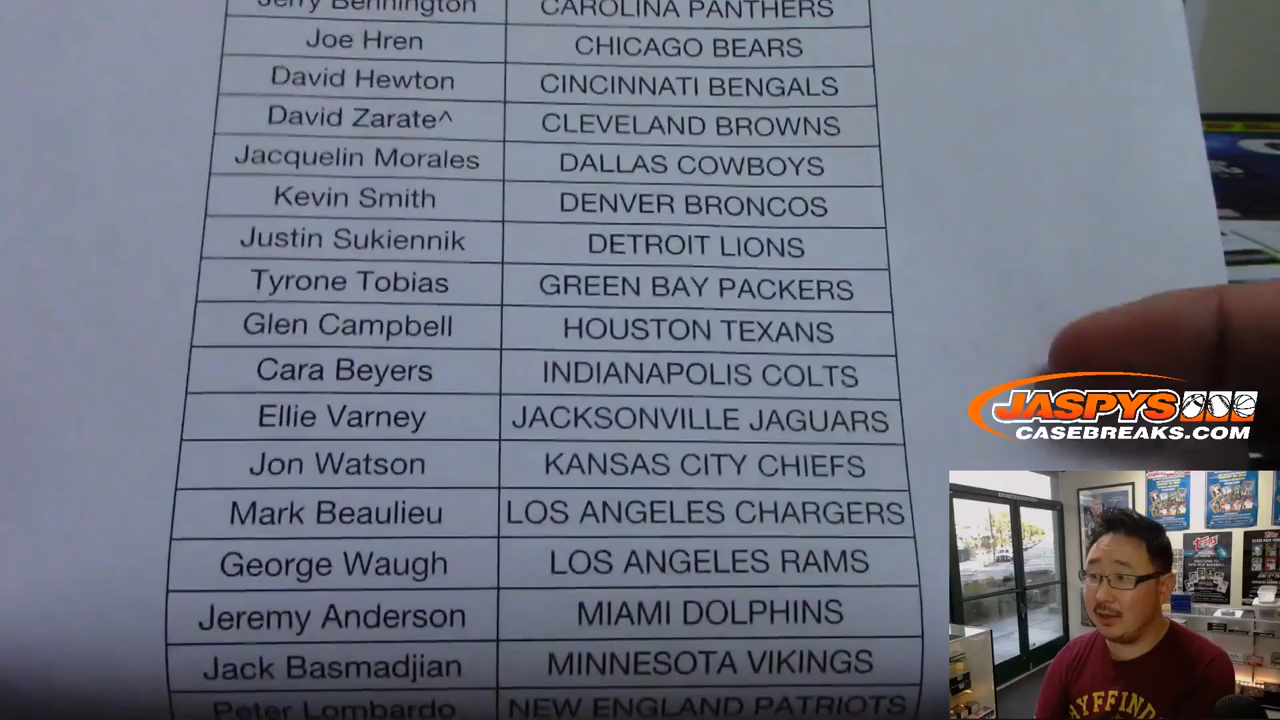 Jerry Bennington CAROLINA PANTHERS
Joe Hren CHICAGO BEARS
David Hewton CINCINNATI BENGALS
David Zarate^ CLEVELAND BROWNS
Jacquelin Morales DALLAS COWBOYS
Kevin Smith DENVER BRONCOS
Justin Sukiennik DETROIT LIONS
Tyrone Tobias GREEN BAY PACKERS
Glen Campbell HOUSTON TEXANS
Cara Beyers INDIANAPOLIS COLTS
Ellie Varney JACKSONVILLE JAGUARS
Jon Watson KANSAS CITY CHIEFS
Mark Beaulieu LOS ANGELES CHARGERS
George Waugh LOS ANGELES RAMS
Jeremy Anderson MIAMI DOLPHINS
Jack Basmadjian MINNESOTA VIKINGS
Peter Lombardo NEW ENGLAND PATRIOTS
JASPYS
CASEBREAKS.COM
TOPPS